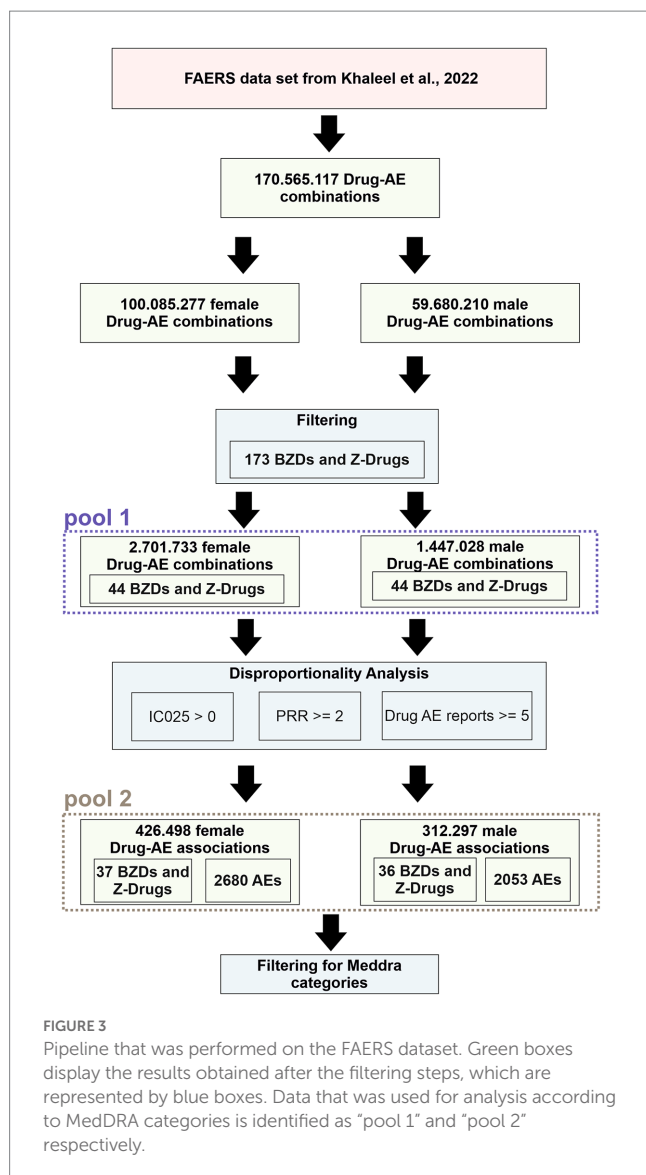 FAERS data set from Khaleel et al., 2022
170.565.117 Drug-AE
combinations
100.085.277 female
Drug-AE combinations
59.680.210 male
Drug-AE combinations
Filtering
173 BZDs and Z-Drugs
pool 1
2.701.733 female
Drug-AE combinations
44 BZDs and Z-Drugs
1.447.028 male
Drug-AE combinations
44 BZDs and Z-Drugs
Disproportionality Analysis
IC025 > 0
PRR >= 2
Drug AE reports >= 5
pool 2
426.498 female
Drug-AE associations
37 BZDs and
Z-Drugs
2680 AEs
312.297 male
Drug-AE associations
36 BZDs and
Z-Drugs
2053 AEs
Filtering for Meddra
categories
FIGURE 3
Pipeline that was performed on the FAERS dataset. Green boxes
display the results obtained after the filtering steps, which are
represented by blue boxes. Data that was used for analysis according
to MedDRA categories is identified as “pool 1” and “pool 2”
respectively.